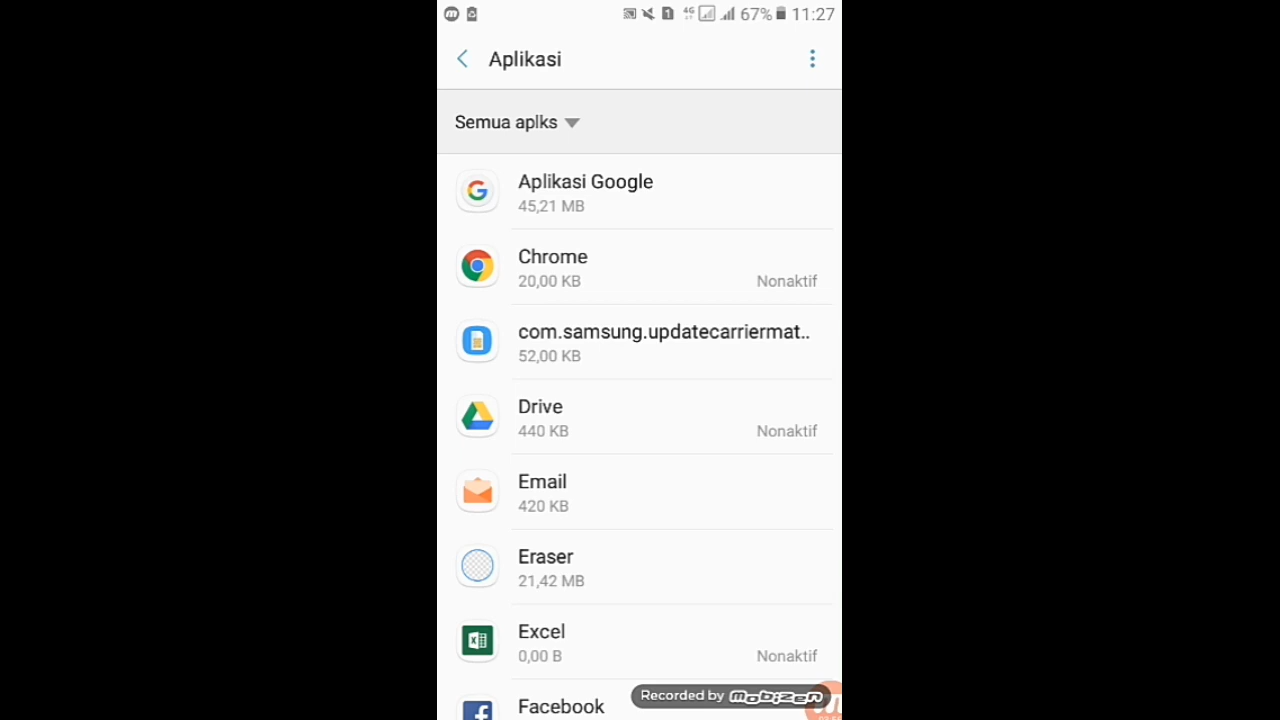 67% 11:27
Aplikasi
Semua aplks
Aplikasi Google
45,21 MB
Chrome
20,00 KB
Nonaktif
com.samsung.updatecarriermat..
52,00 KB
Drive
440 KB
Nonaktif
Email
420 KB
Eraser
21,42 MB
Excel
0,00 B
Nonaktif
Facebook
Recorded by mobizen